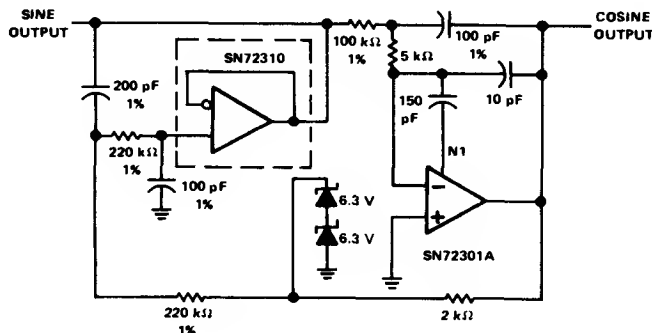 SINE
OUTPUT
COSINE
OUTPUT
100 kΩ
1%
100 pF
1%
SN72310
5 kΩ
200 pF
1%
150
pF
10 pF
220 kΩ
1%
100 pF
1%
N1
6.3 V
6.3 V
−
+
SN72301A
220 kΩ
1%
2 kΩ